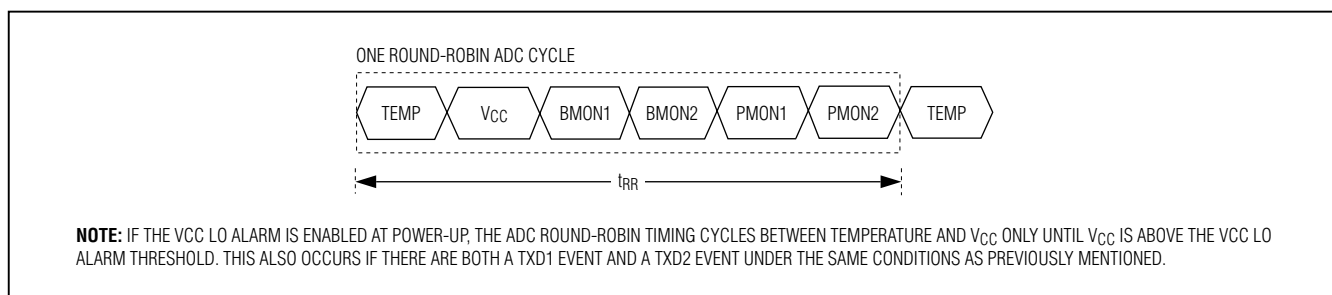 ONE ROUND-ROBIN ADC CYCLE
TEMP VCC BMON1 BMON2 PMON1 PMON2 TEMP
tRR
NOTE: IF THE VCC LO ALARM IS ENABLED AT POWER-UP, THE ADC ROUND-ROBIN TIMING CYCLES BETWEEN TEMPERATURE AND VCC ONLY UNTIL VCC IS ABOVE THE VCC LO
ALARM THRESHOLD. THIS ALSO OCCURS IF THERE ARE BOTH A TXD1 EVENT AND A TXD2 EVENT UNDER THE SAME CONDITIONS AS PREVIOUSLY MENTIONED.